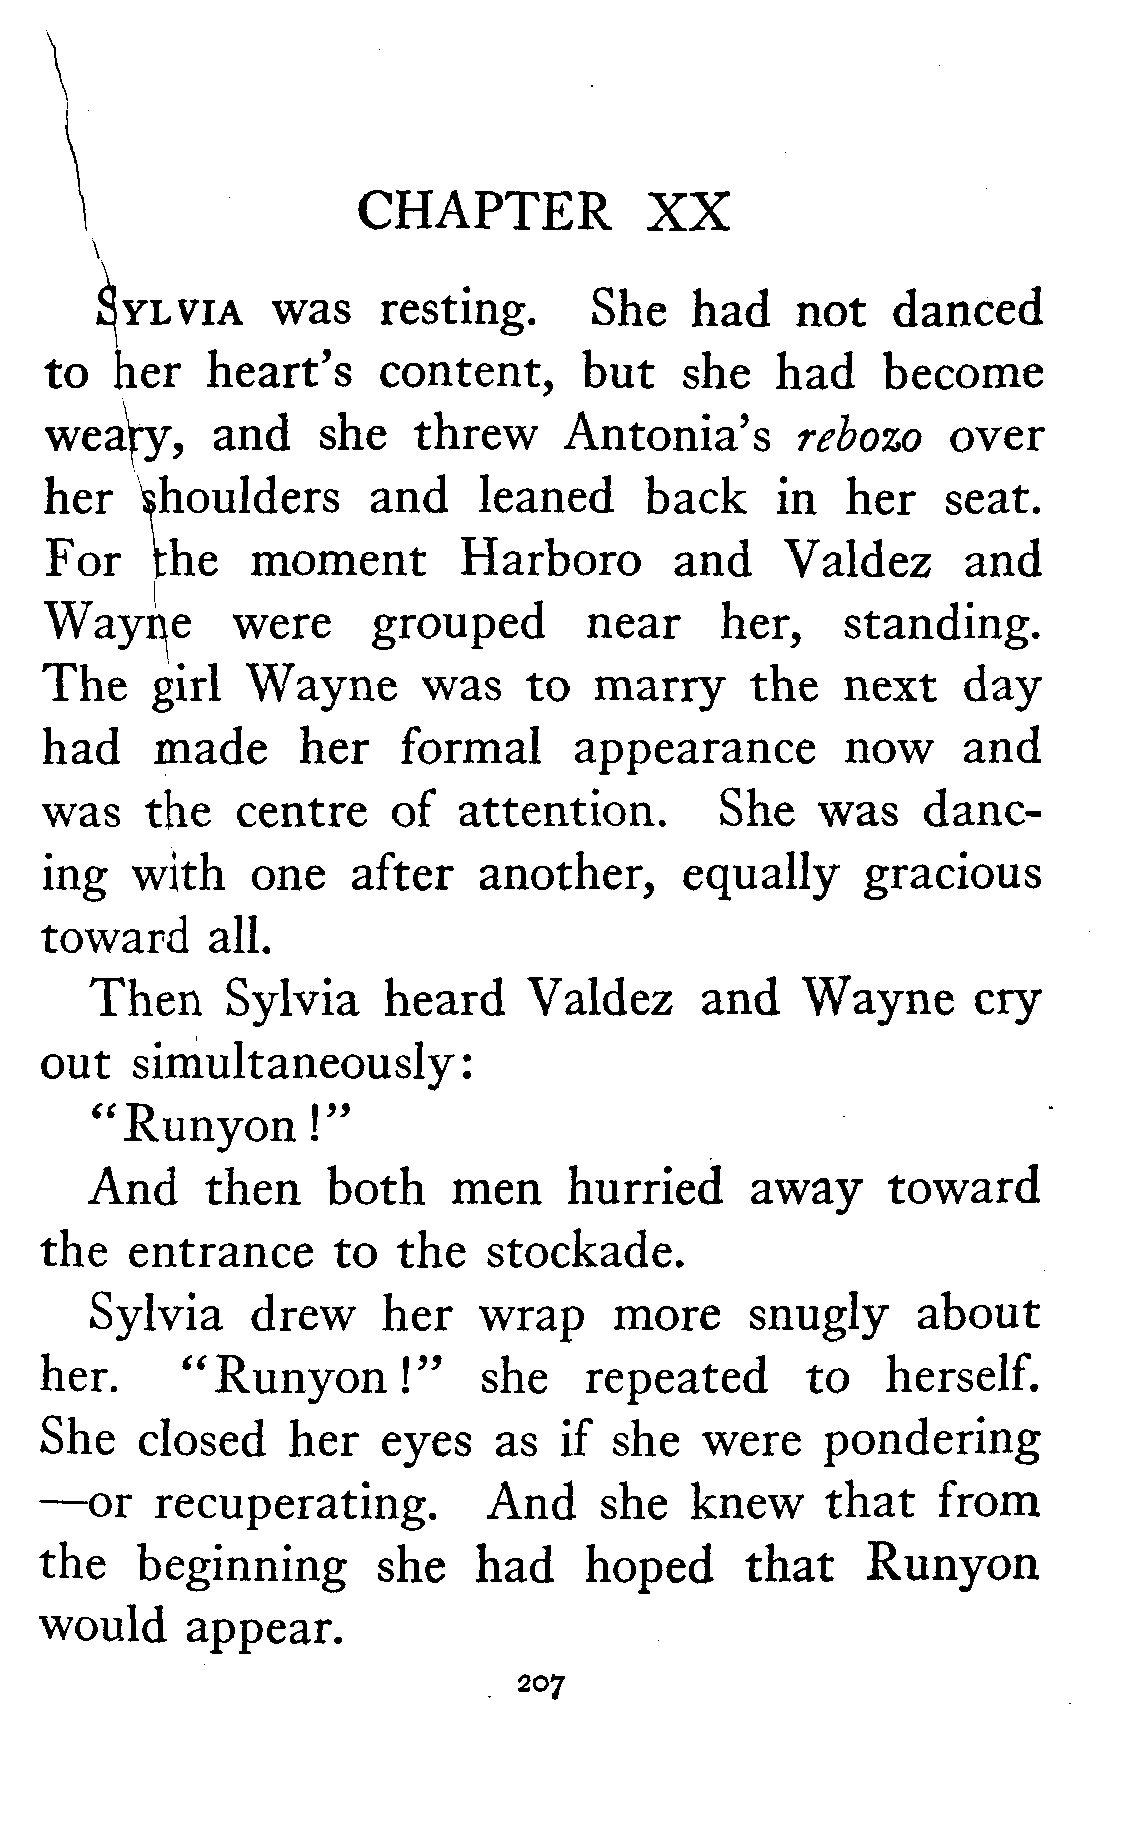 CHAPTER XX
SYLVIA was resting. She had not danced
to her heart's content, but she had become
weary, and she threw Antonia's rebozo over
her shoulders and leaned back in her seat.
For the moment Harboro and Valdez and
Wayne were grouped near her, standing.
The girl Wayne was to marry the next day
had made her formal appearance now and
was the centre of attention. She was danc-
ing with one after another, equally gracious
toward all.
Then Sylvia heard Valdez and Wayne cry
out simultaneously:
"Runyon!"
And then both men hurried away toward
the entrance to the stockade.
Sylvia drew her wrap more snugly about
her. "Runyon!" she repeated to herself.
She closed her eyes as if she were pondering
—or recuperating. And she knew that from
the beginning she had hoped that Runyon
would appear.
207